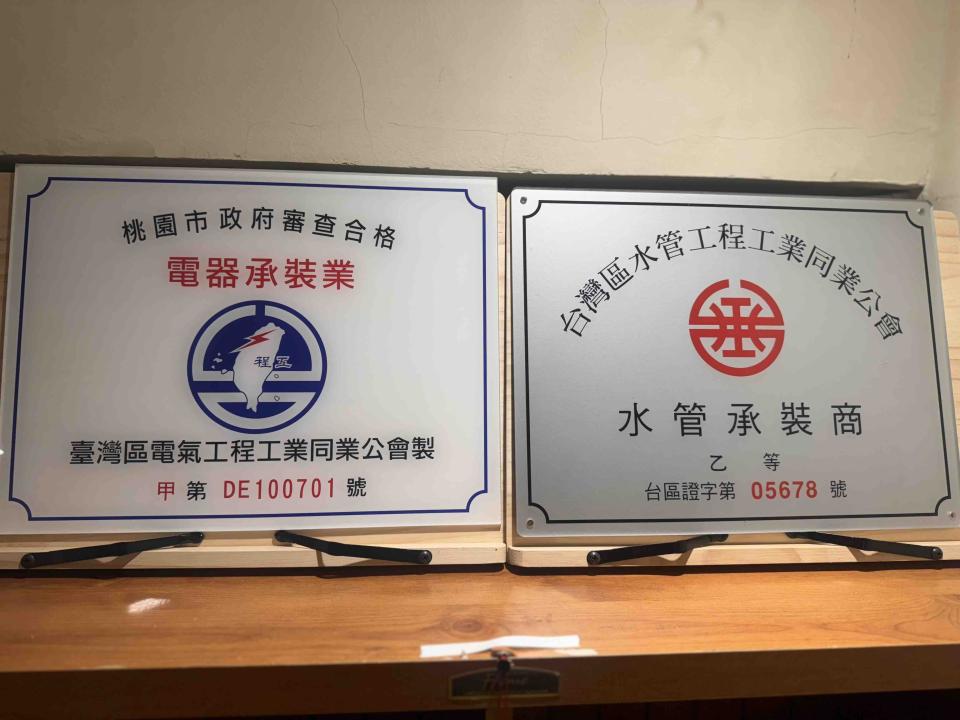 桃園市政府審查合格
電器承裝業
程區
臺灣區電氣工程工業同業公會製
甲第 DE100701 號
台灣區水管工程工業同業公會
水管承裝商
乙等
台區證字第 05678 號